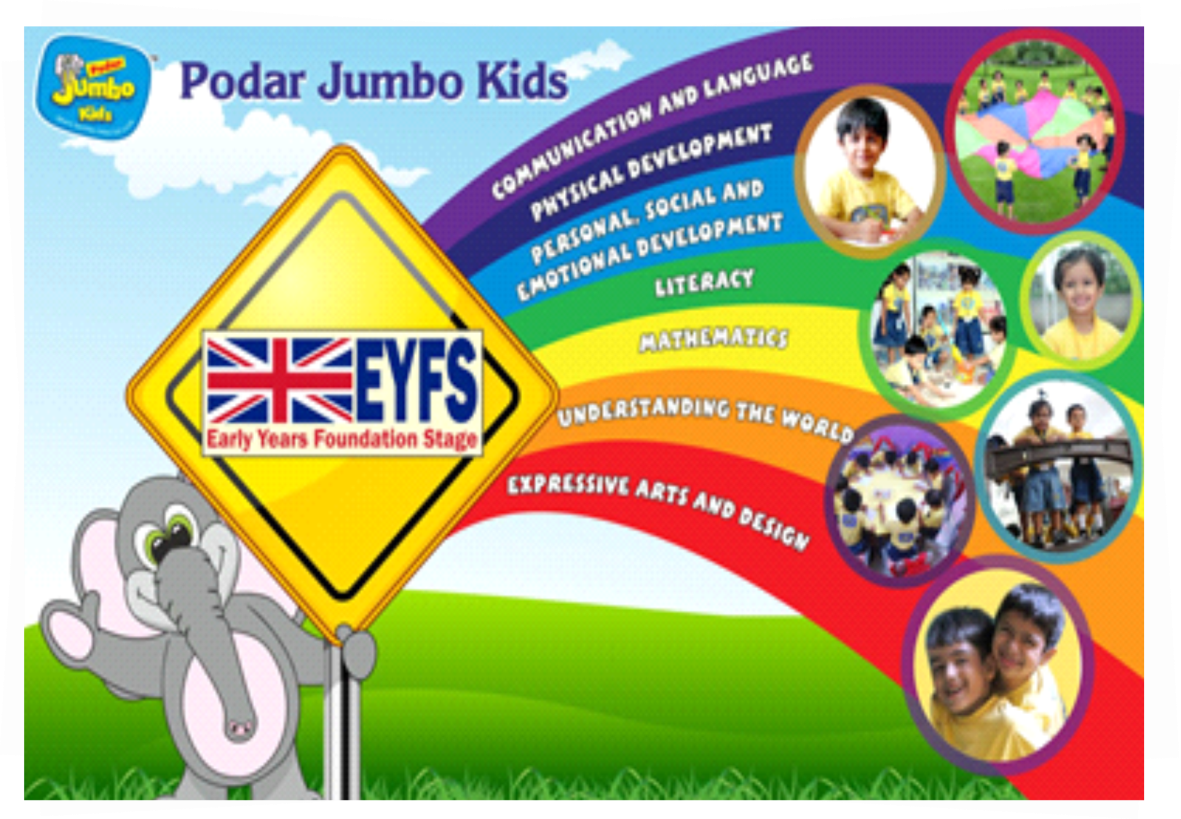 Podar
Jumbo
Kids
Podar Jumbo Kids
COMMUNICATION AND LANGUAGE
PHYSICAL DEVELOPMENT
PERSONAL, SOCIAL AND
EMOTIONAL DEVELOPMENT
LITERACY
MATHEMATICS
UNDERSTANDING THE WORLD
EXPRESSIVE ARTS AND DESIGN
EYFS
Early Years Foundation Stage